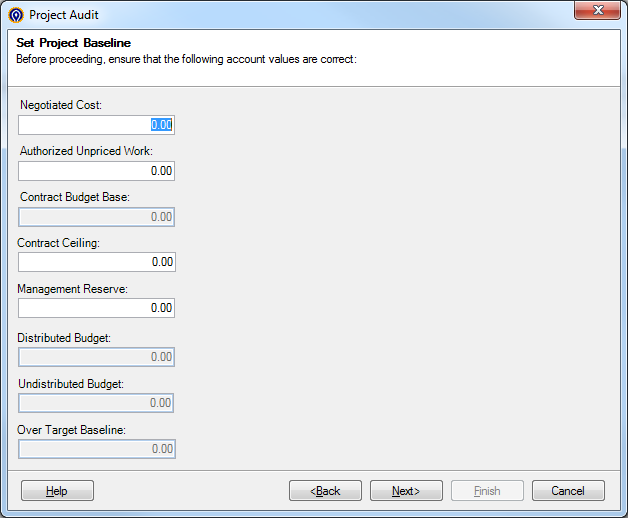 Project Audit
Set Project Baseline
Before proceeding, ensure that the following account values are correct:
Negotiated Cost:
0.00
Authorized Unpriced Work:
0.00
Contract Budget Base:
0.00
Contract Ceiling:
0.00
Management Reserve:
0.00
Distributed Budget:
0.00
Undistributed Budget:
0.00
Over Target Baseline:
0.00
Help <Back Next> Finish Cancel